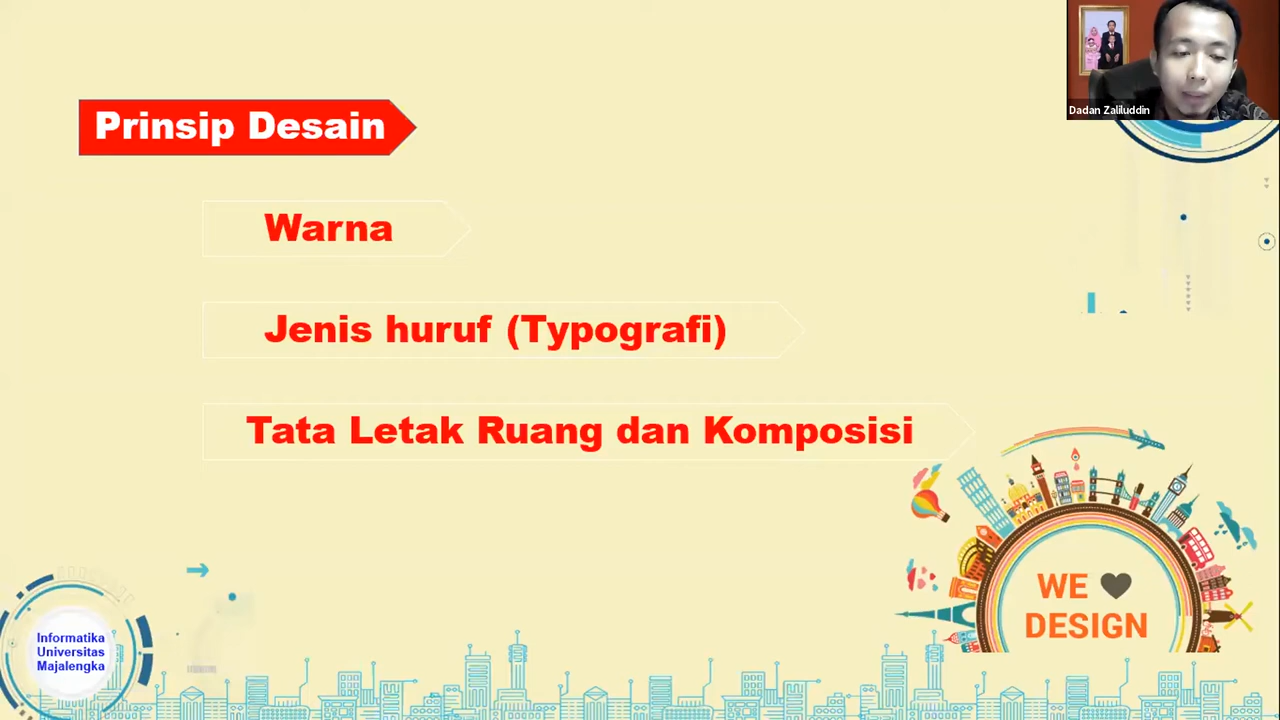 Dadan Zaliluddin
Prinsip Desain
Warna
Jenis huruf (Typografi)
Tata Letak Ruang dan Komposisi
WE
DESIGN
Informatika
Universitas
Majalengka